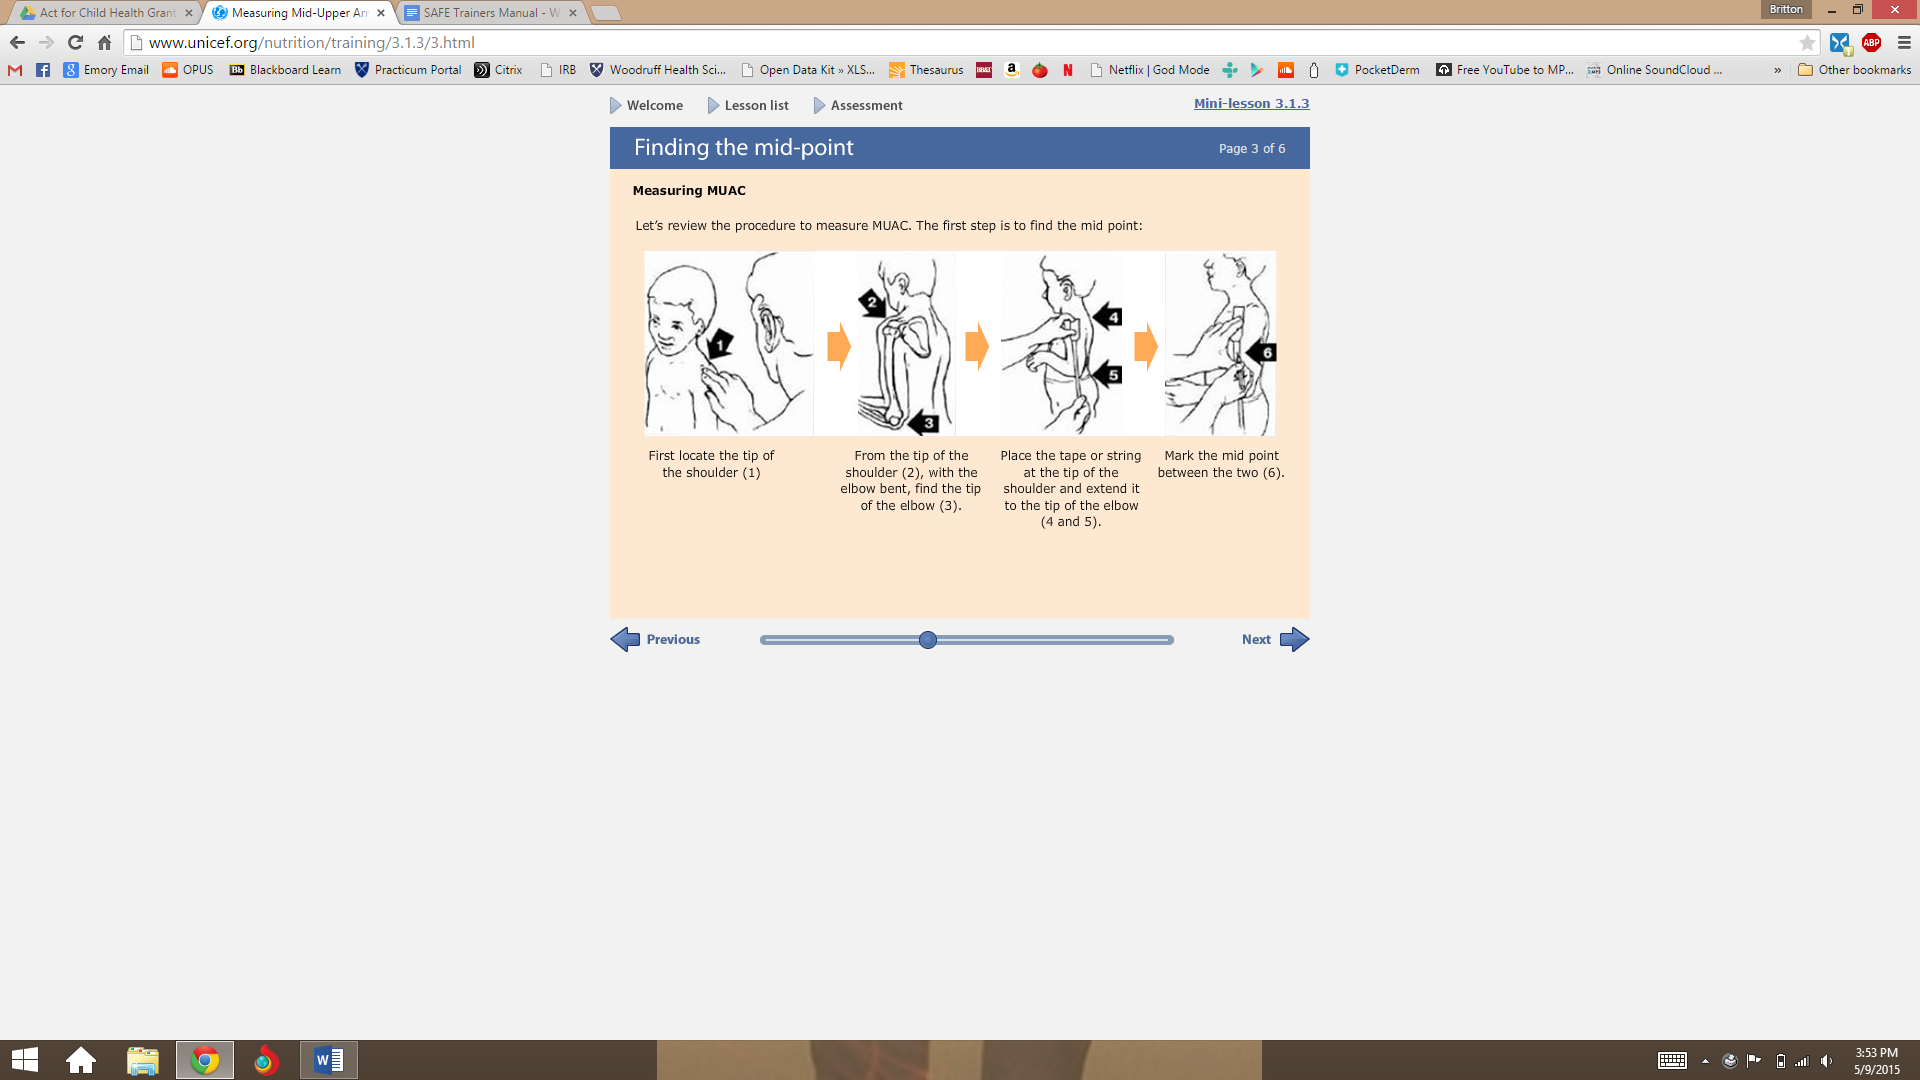 Britton
Act for Child Health Grant
Measuring Mid-Upper Arm
SAFE Trainers Manual - W
www.unicef.org/nutrition/training/3.1.3/3.html
ABP
Emory Email OPUS Bb Blackboard Learn Practicum Portal Citrix IRB Woodruff Health Sci... Open Data Kit » XLS... Thesaurus BB&T a N Netflix | God Mode PocketDerm Free YouTube to MP... Online SoundCloud ... » Other bookmarks
Welcome Lesson list Assessment Mini-lesson 3.1.3
Finding the mid-point Page 3 of 6
Measuring MUAC
Let's review the procedure to measure MUAC. The first step is to find the mid point:
1
2
3
4
5
6
First locate the tip of
the shoulder (1)
From the tip of the
shoulder (2), with the
elbow bent, find the tip
of the elbow (3).
Place the tape or string
at the tip of the
shoulder and extend it
to the tip of the elbow
(4 and 5).
Mark the mid point
between the two (6).
Previous Next
3:53 PM
5/9/2015